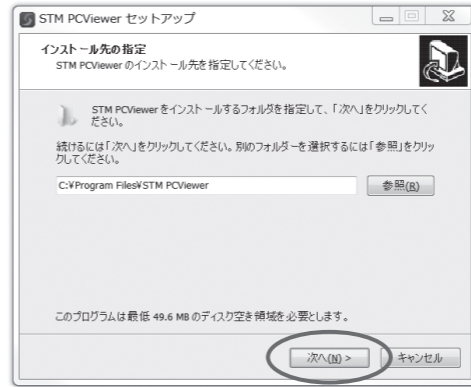 STM PCViewer セットアップ
インストール先の指定
STM PCViewer のインストール先を指定してください。
STM PCViewer をインストールするフォルダを指定して、「次へ」をクリックしてく
ださい。
続けるには「次へ」をクリックしてください。別のフォルダーを選択するには「参照」をクリッ
クしてください。
C:¥Program Files¥STM PCViewer
参照(R)
このプログラムは最低 49.6 MB のディスク空き領域を必要とします。
次へ(N) >
キャンセル